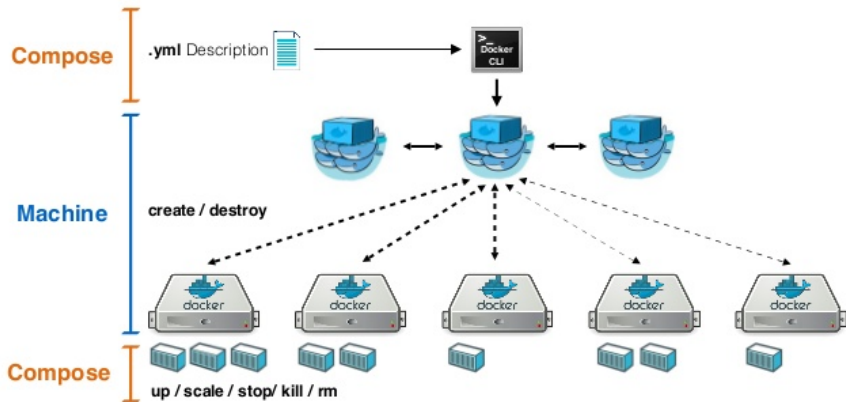 Compose
.yml Description
>_
Docker
CLI
Machine
create / destroy
docker
docker
docker
docker
docker
Compose
up / scale / stop/ kill / rm